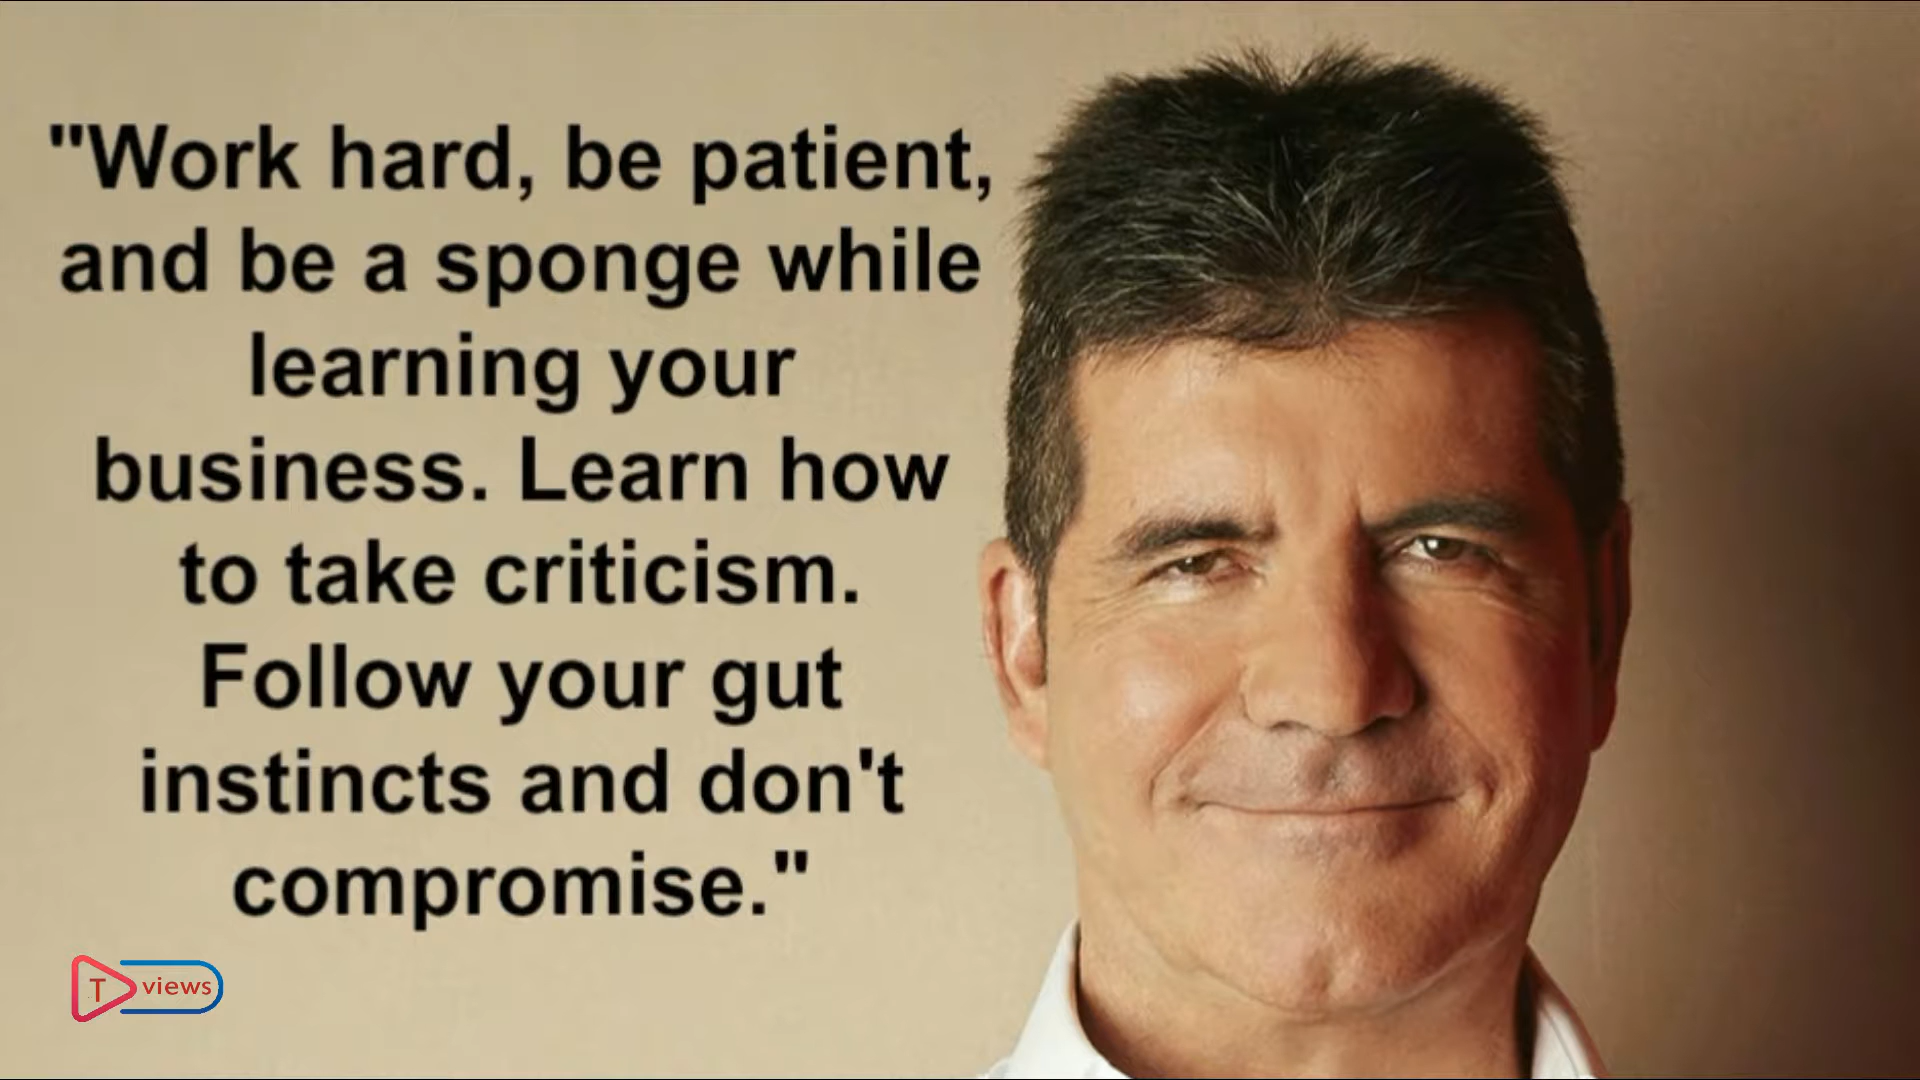 "Work hard, be patient,
and be a sponge while
learning your
business. Learn how
to take criticism.
Follow your gut
instincts and don't
compromise."
T views